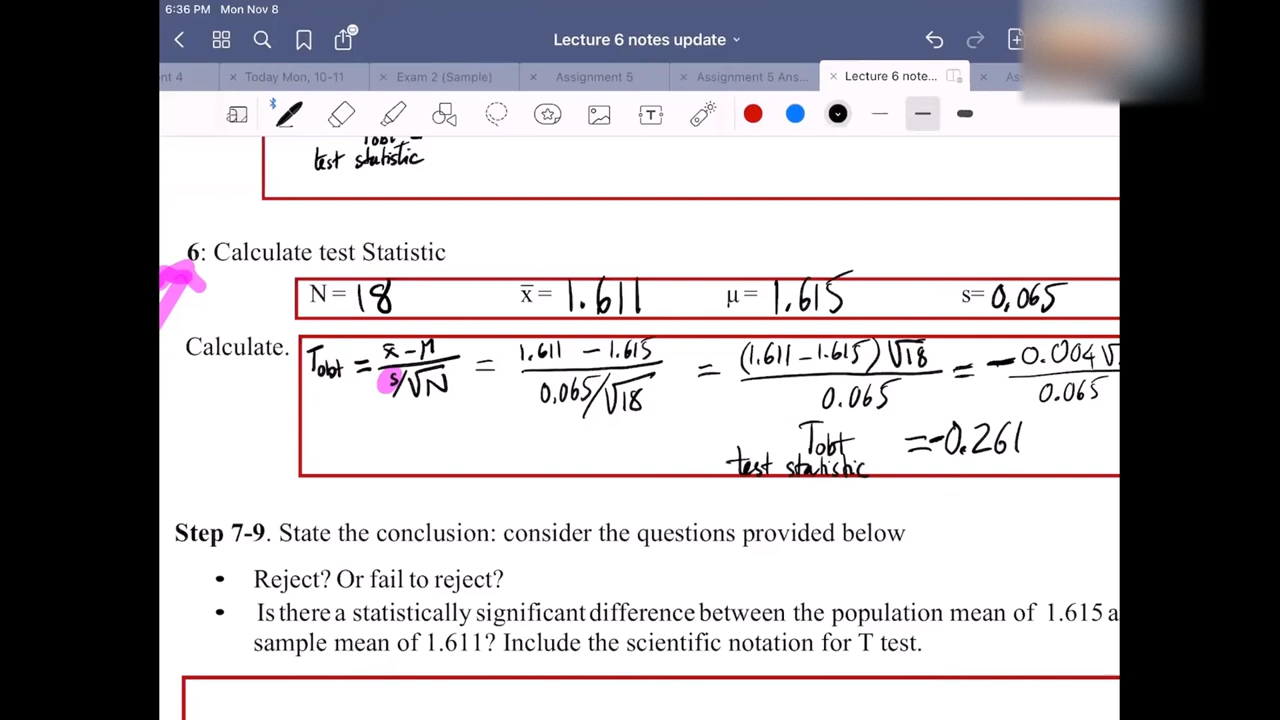 6:36 PM Mon Nov 8
Lecture 6 notes update
nt 4 × Today Mon, 10-11 × Exam 2 (Sample) × Assignment 5 × Assignment 5 Ans... × Lecture 6 note... × As
Tobt =
test statistic
6: Calculate test Statistic
N = 18 x̄ = 1.611 μ = 1.615 s= 0.065
Calculate. Tobt = x̄ - μ / s/√N = 1.611 - 1.615 / 0.065/√18 = (1.611 - 1.615)√18 / 0.065 = -0.004√ / 0.065
Tobt = -0.261
test statistic
Step 7-9. State the conclusion: consider the questions provided below
• Reject? Or fail to reject?
• Is there a statistically significant difference between the population mean of 1.615 a
sample mean of 1.611? Include the scientific notation for T test.